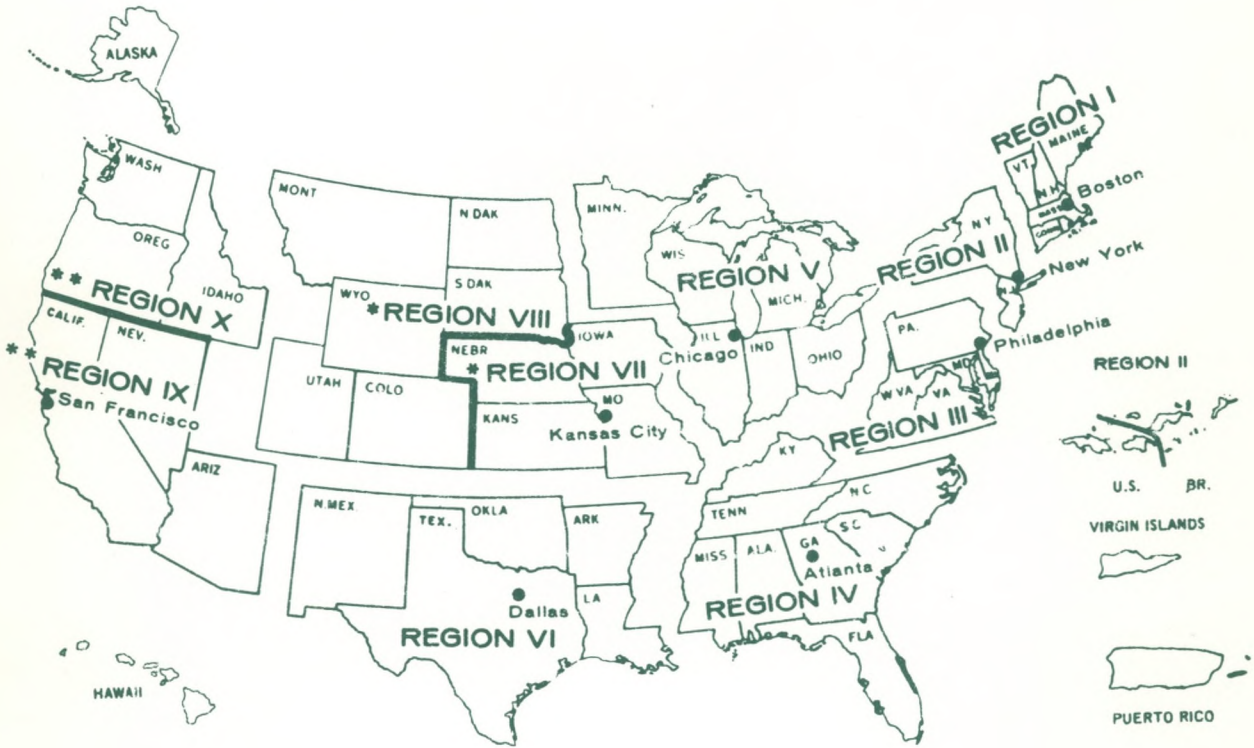 ALASKA
REGION I
MAINE
WASH
VT.
N H
MONT
Boston
MASS
N DAK
MINN.
CONN
OREG
N Y
WIS
REGION II
REGION V
New York
S DAK
** REGION X
IDAHO
WYO
MICH.
N J
*REGION VIII
CALIF.
NEV.
PA.
Philadelphia
IOWA
ILL
IND
NEBR
Chicago
OHIO
MD
REGION II
** REGION IX
* REGION VII
UTAH
COLO
W VA
VA
San Francisco
MO
KANS
Kansas City
REGION III
KY
ARIZ
U.S.
BR.
N C
N.MEX
OKLA
TENN
VIRGIN ISLANDS
TEX.
ARK
S C
GA
MISS
ALA.
Atlanta
LA
Dallas
REGION IV
REGION VI
FLA
HAWAII
PUERTO RICO